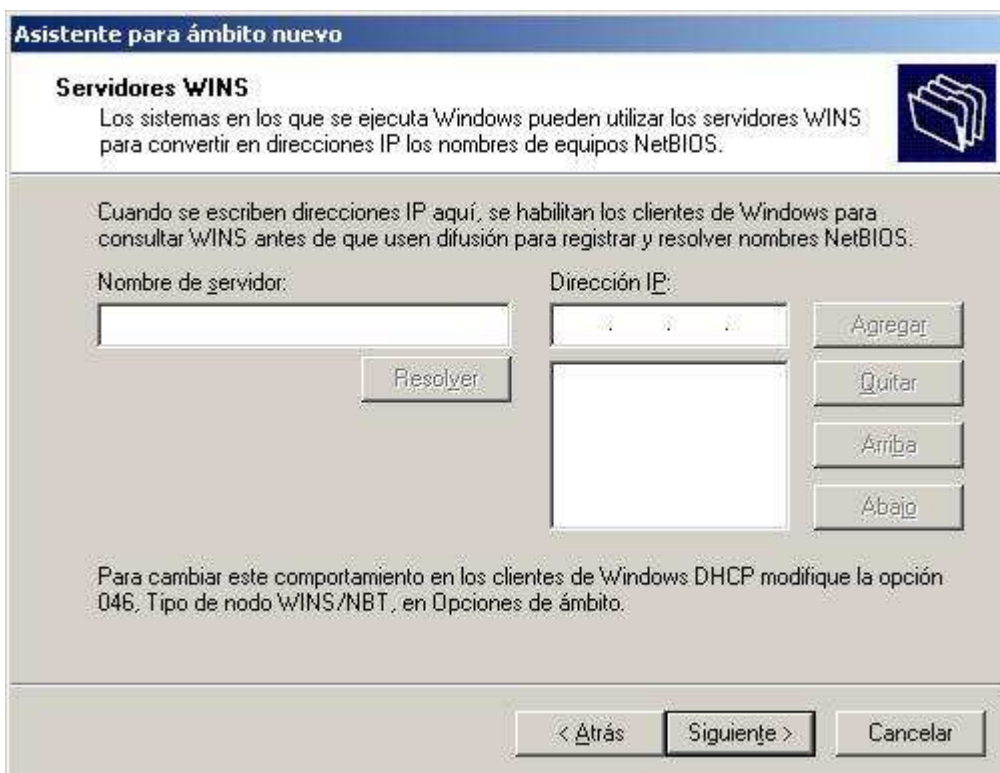 Asistente para ámbito nuevo
Servidores WINS
Los sistemas en los que se ejecuta Windows pueden utilizar los servidores WINS
para convertir en direcciones IP los nombres de equipos NetBIOS.
Cuando se escriben direcciones IP aquí, se habilitan los clientes de Windows para
consultar WINS antes de que usen difusión para registrar y resolver nombres NetBIOS.
Nombre de servidor:
Dirección IP:
Agregar
Resolver
Quitar
Arriba
Abajo
Para cambiar este comportamiento en los clientes de Windows DHCP modifique la opción
046, Tipo de nodo WINS/NBT, en Opciones de ámbito.
< Atrás
Siguiente >
Cancelar